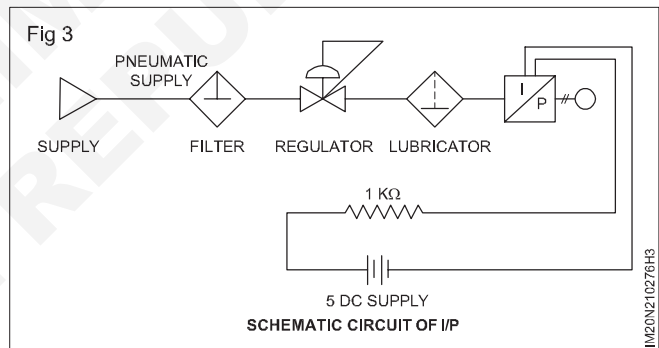 Fig 3
PNEUMATIC
SUPPLY
SUPPLY
FILTER
REGULATOR
LUBRICATOR
I
P
1 KΩ
5 DC SUPPLY
SCHEMATIC CIRCUIT OF I/P
IM20N210276H3